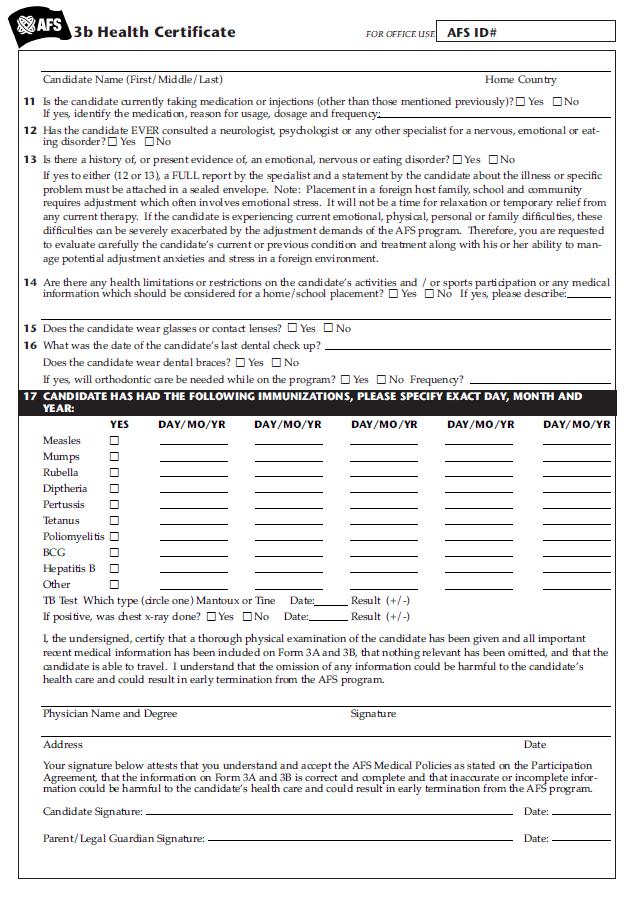 AFS
3b Health Certificate
FOR OFFICE USE
AFS ID#
Candidate Name (First/Middle/Last) Home Country
11 Is the candidate currently taking medication or injections (other than those mentioned previously)? ☐ Yes ☐ No
If yes, identify the medication, reason for usage, dosage and frequency:
12 Has the candidate EVER consulted a neurologist, psychologist or any other specialist for a nervous, emotional or eat-
ing disorder? ☐ Yes ☐ No
13 Is there a history of, or present evidence of, an emotional, nervous or eating disorder? ☐ Yes ☐ No
If yes to either (12 or 13), a FULL report by the specialist and a statement by the candidate about the illness or specific
problem must be attached in a sealed envelope. Note: Placement in a foreign host family, school and community
requires adjustment which often involves emotional stress. It will not be a time for relaxation or temporary relief from
any current therapy. If the candidate is experiencing current emotional, physical, personal or family difficulties, these
difficulties can be severely exacerbated by the adjustment demands of the AFS program. Therefore, you are requested
to evaluate carefully the candidate's current or previous condition and treatment along with his or her ability to man-
age potential adjustment anxieties and stress in a foreign environment.
14 Are there any health limitations or restrictions on the candidate's activities and / or sports participation or any medical
information which should be considered for a home/school placement? ☐ Yes ☐ No If yes, please describe:
15 Does the candidate wear glasses or contact lenses? ☐ Yes ☐ No
16 What was the date of the candidate's last dental check up?
Does the candidate wear dental braces? ☐ Yes ☐ No
If yes, will orthodontic care be needed while on the program? ☐ Yes ☐ No Frequency?
17 CANDIDATE HAS HAD THE FOLLOWING IMMUNIZATIONS, PLEASE SPECIFY EXACT DAY, MONTH AND
YEAR:
YES DAY/MO/YR DAY/MO/YR DAY/MO/YR DAY/MO/YR DAY/MO/YR
Measles ☐
Mumps ☐
Rubella ☐
Diptheria ☐
Pertussis ☐
Tetanus ☐
Poliomyelitis ☐
BCG ☐
Hepatitis B ☐
Other ☐
TB Test Which type (circle one) Mantoux or Tine Date: Result (+/-)
If positive, was chest x-ray done? ☐ Yes ☐ No Date: Result (+/-)
I, the undersigned, certify that a thorough physical examination of the candidate has been given and all important
recent medical information has been included on Form 3A and 3B, that nothing relevant has been omitted, and that the
candidate is able to travel. I understand that the omission of any information could be harmful to the candidate's
health care and could result in early termination from the AFS program.
Physician Name and Degree Signature
Address Date
Your signature below attests that you understand and accept the AFS Medical Policies as stated on the Participation
Agreement, that the information on Form 3A and 3B is correct and complete and that inaccurate or incomplete infor-
mation could be harmful to the candidate's health care and could result in early termination from the AFS program.
Candidate Signature: Date:
Parent/Legal Guardian Signature: Date: